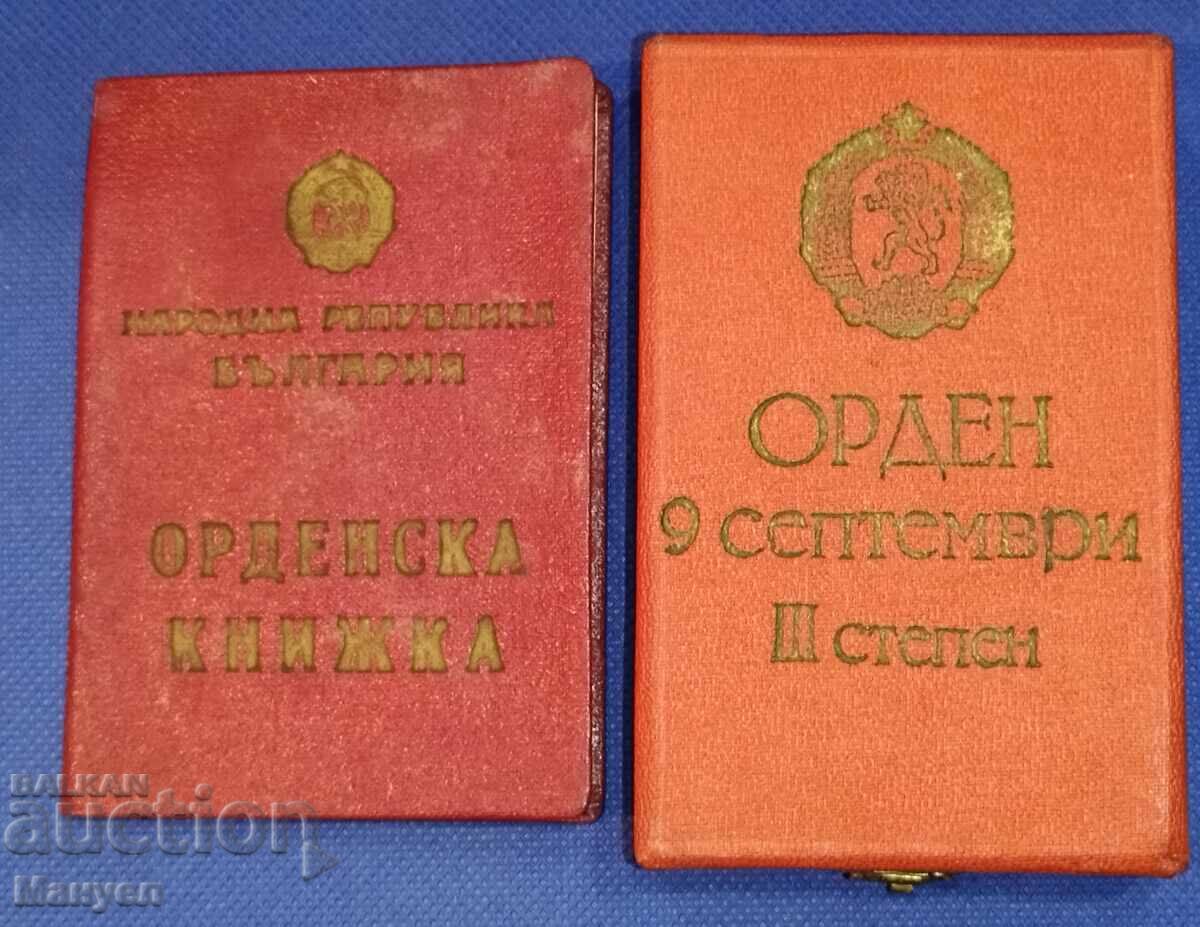 НАРОДНА РЕПУБЛИКА
БЪЛГАРИЯ
ОРДЕНСКА
КНИЖКА
ОРДЕН
9 септември
III степен
BALKAN
auction
Мануел